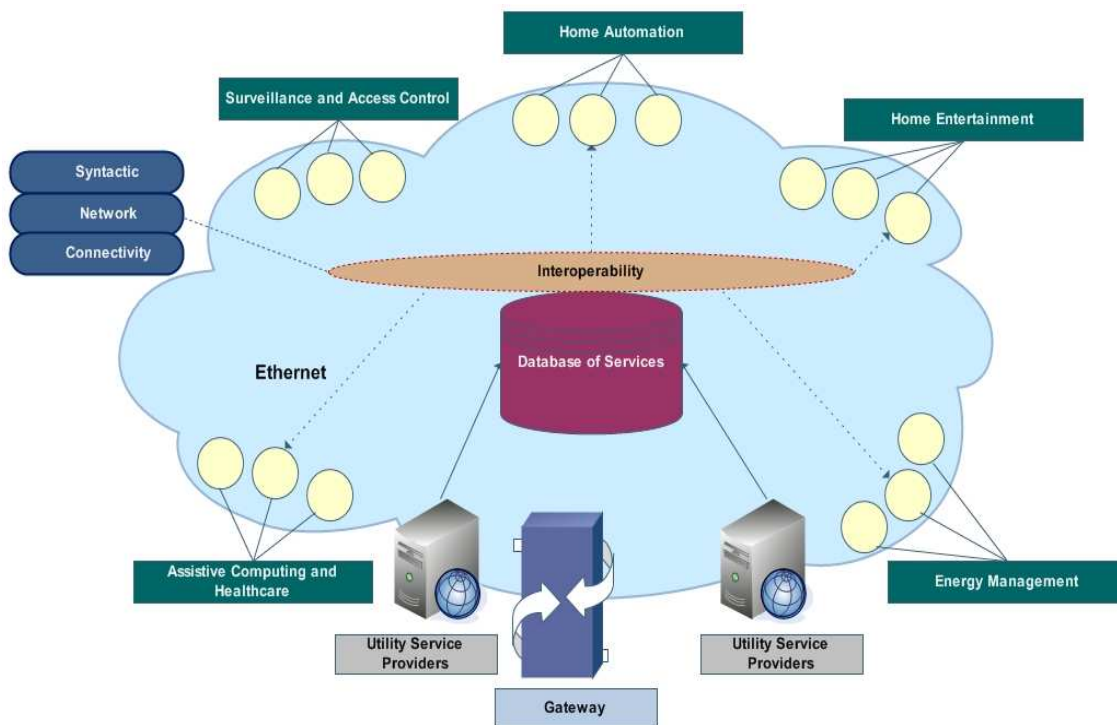 Home Automation
Surveillance and Access Control
Home Entertainment
Syntactic
Network
Connectivity
Interoperability
Database of Services
Ethernet
Assistive Computing and
Healthcare
Energy Management
Utility Service
Providers
Utility Service
Providers
Gateway